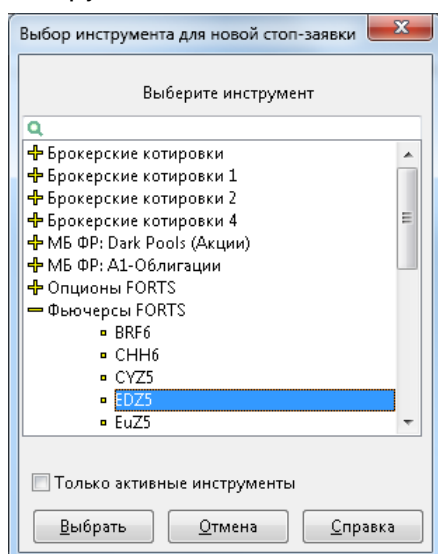 Выбор инструмента для новой стоп-заявки
Выберите инструмент
Брокерские котировки
Брокерские котировки 1
Брокерские котировки 2
Брокерские котировки 4
МБ ФР: Dark Pools (Акции)
МБ ФР: А1-Облигации
Опционы FORTS
Фьючерсы FORTS
BRF6
CHH6
CYZ5
EDZ5
EuZ5
Только активные инструменты
Выбрать Отмена Справка